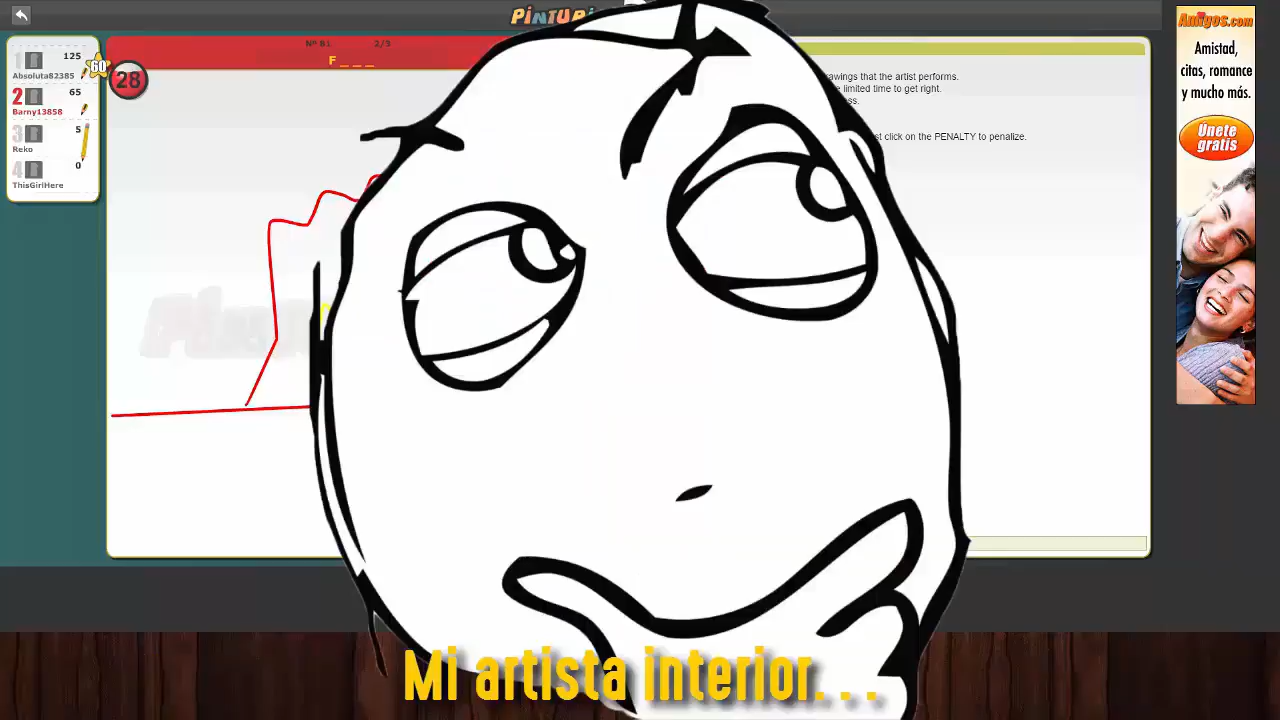 PiNTURi
Nº 81 2/3
F _ _ _
1 125
Absoluta82385
60
28
2 65
Barny13858
3 5
Reko
4 0
ThisGirlHere
rawings that the artist performs.
limited time to get right.
ess.
st click on the PENALTY to penalize.
Amigos.com
Amistad,
citas, romance
y mucho más.
Únete
gratis
Mi artista interior. . .